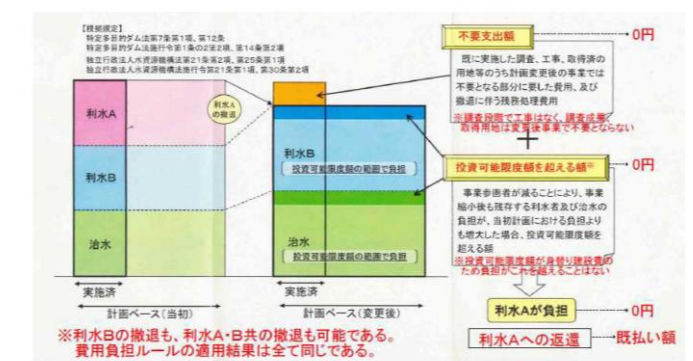 【根拠規定】
特定多目的ダム法第7条第1項、第12条
特定多目的ダム法施行令第1条の2第2項、第14条第2項
独立行政法人水資源機構法第21条第2項、第25条第1項
独立行政法人水資源機構法施行令第21条第1項、第30条第2項
利水A
利水B
治水
利水A
の撤退
利水B
投資可能限度額の範囲で負担
治水
投資可能限度額の範囲で負担
実施済
計画ベース(当初)
実施済
計画ベース(変更後)
不要支出額
0円
既に実施した調査、工事、取得済の
用地等のうち計画変更後の事業では
不要となる部分に要した費用、及び
撤退に伴う残務処理費用
※調査段階で工事はなく、調査成果、
取得用地は変更後事業で不要とならない
+
投資可能限度額を超える額※
0円
事業参画者が減ることにより、事業
縮小後も残存する利水者及び治水の
負担が、当初計画における負担より
も増大した場合、投資可能限度額を
超える額
※投資可能限度額が身替り建設費の
ため負担がこれを越えることはない
利水Aが負担
0円
利水Aへの返還
既払い額
※利水Bの撤退も、利水A・B共の撤退も可能である。
費用負担ルールの適用結果は全て同じである。